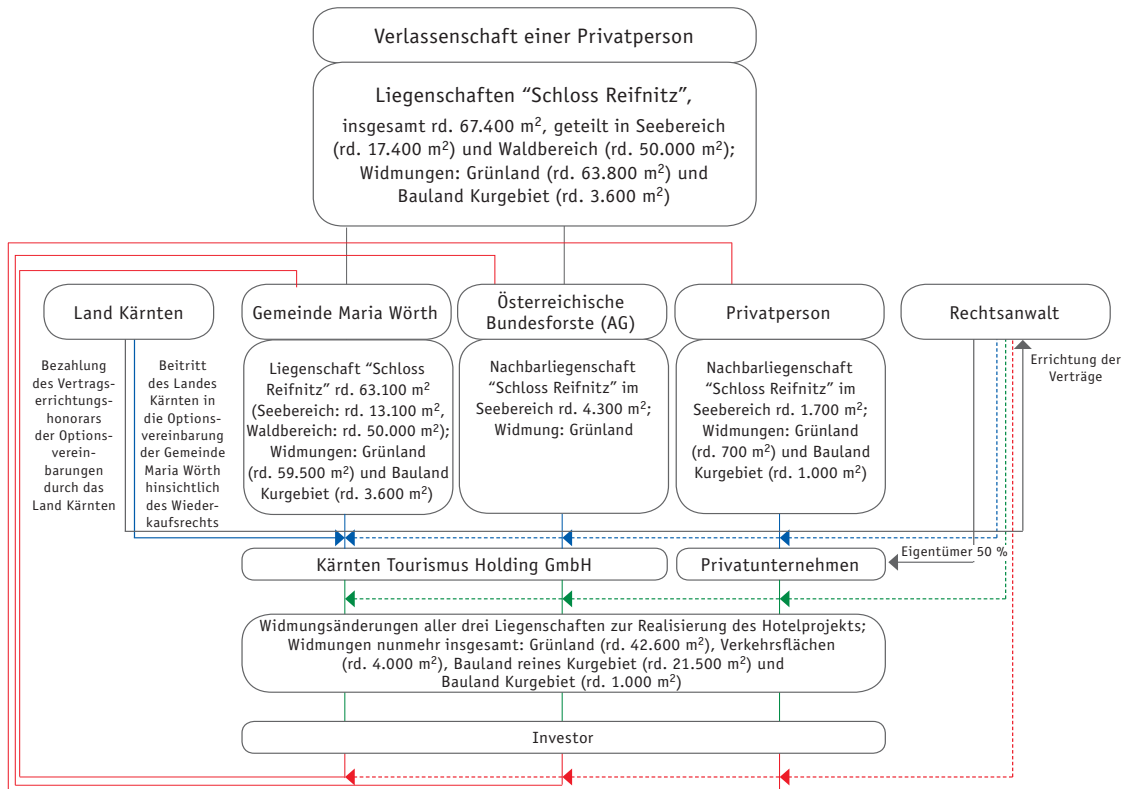 Verlassenschaft einer Privatperson
Liegenschaften “Schloss Reifnitz”,
insgesamt rd. 67.400 m², geteilt in Seebereich
(rd. 17.400 m²) und Waldbereich (rd. 50.000 m²);
Widmungen: Grünland (rd. 63.800 m²) und
Bauland Kurgebiet (rd. 3.600 m²)
Land Kärnten
Gemeinde Maria Wörth
Österreichische
Bundesforste (AG)
Privatperson
Rechtsanwalt
Bezahlung
des Vertrags-
errichtungs-
honorars
der Options-
verein-
barungen
durch das
Land Kärnten
Beitritt
des Landes
Kärnten in
die Options-
vereinbarung
der Gemeinde
Maria Wörth
hinsichtlich
des Wieder-
kaufsrechts
Liegenschaft “Schloss
Reifnitz” rd. 63.100 m²
(Seebereich: rd. 13.100 m²,
Waldbereich: rd. 50.000 m²);
Widmungen: Grünland
(rd. 59.500 m²) und Bauland
Kurgebiet (rd. 3.600 m²)
Nachbarliegenschaft
“Schloss Reifnitz” im
Seebereich rd. 4.300 m²;
Widmung: Grünland
Nachbarliegenschaft
“Schloss Reifnitz” im
Seebereich rd. 1.700 m²;
Widmungen: Grünland
(rd. 700 m²) und Bauland
Kurgebiet (rd. 1.000 m²)
Errichtung der
Verträge
Eigentümer 50 %
Kärnten Tourismus Holding GmbH
Privatunternehmen
Widmungsänderungen aller drei Liegenschaften zur Realisierung des Hotelprojekts;
Widmungen nunmehr insgesamt: Grünland (rd. 42.600 m²), Verkehrsflächen
(rd. 4.000 m²), Bauland reines Kurgebiet (rd. 21.500 m²) und
Bauland Kurgebiet (rd. 1.000 m²)
Investor